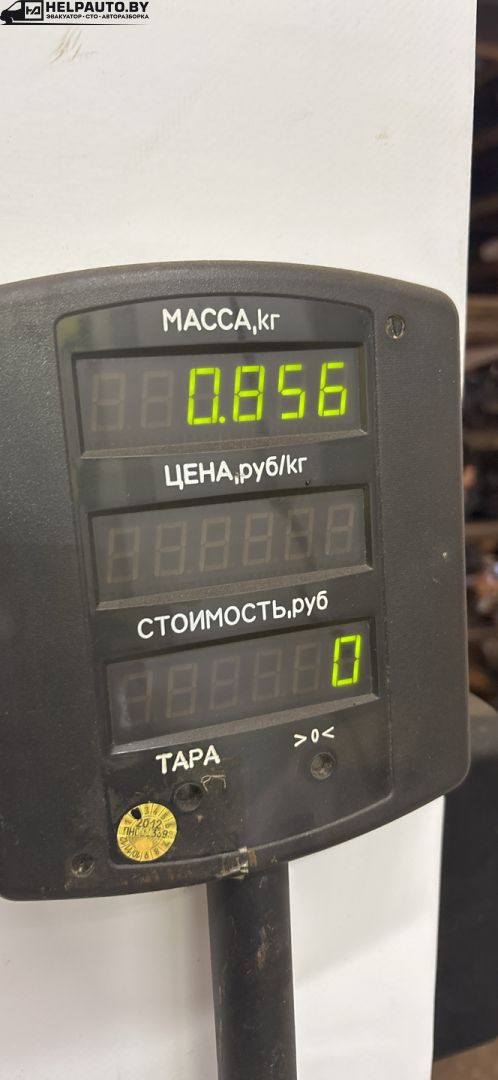 HELPAUTO.BY
ЭВАКУАТОР·СТО·АВТОРАЗБОРКА
МАССА,кг
0.856
ЦЕНА,руб/кг
СТОИМОСТЬ,руб
0
ТАРА
>0<
2012